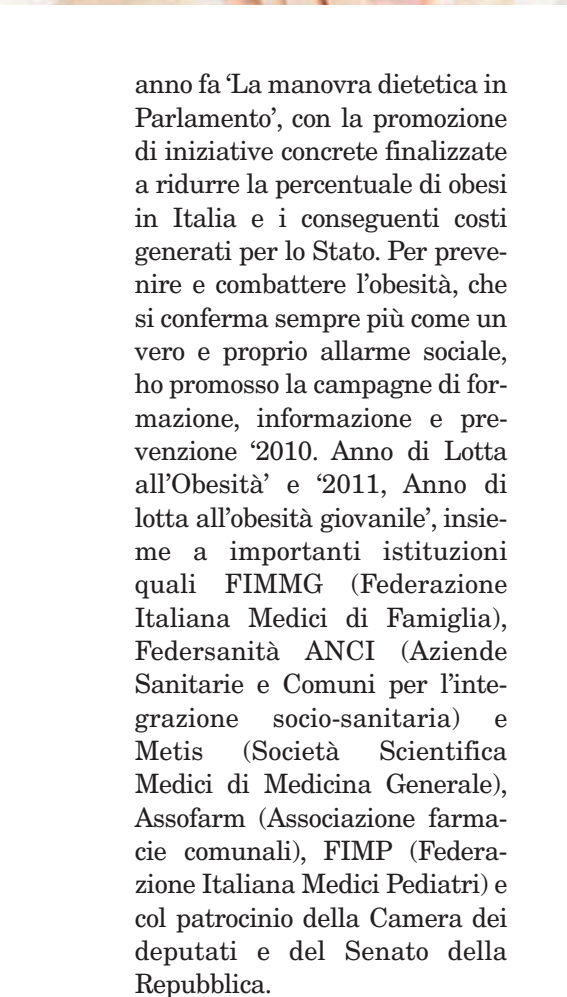 anno fa ‘La manovra dietetica in
Parlamento’, con la promozione
di iniziative concrete finalizzate
a ridurre la percentuale di obesi
in Italia e i conseguenti costi
generati per lo Stato. Per preve-
nire e combattere l’obesità, che
si conferma sempre più come un
vero e proprio allarme sociale,
ho promosso la campagne di for-
mazione, informazione e pre-
venzione ‘2010. Anno di Lotta
all’Obesità’ e ‘2011, Anno di
lotta all’obesità giovanile’, insie-
me a importanti istituzioni
quali FIMMG (Federazione
Italiana Medici di Famiglia),
Federsanità ANCI (Aziende
Sanitarie e Comuni per l’inte-
grazione socio-sanitaria) e
Metis (Società Scientifica
Medici di Medicina Generale),
Assofarm (Associazione farma-
cie comunali), FIMP (Federa-
zione Italiana Medici Pediatri) e
col patrocinio della Camera dei
deputati e del Senato della
Repubblica.